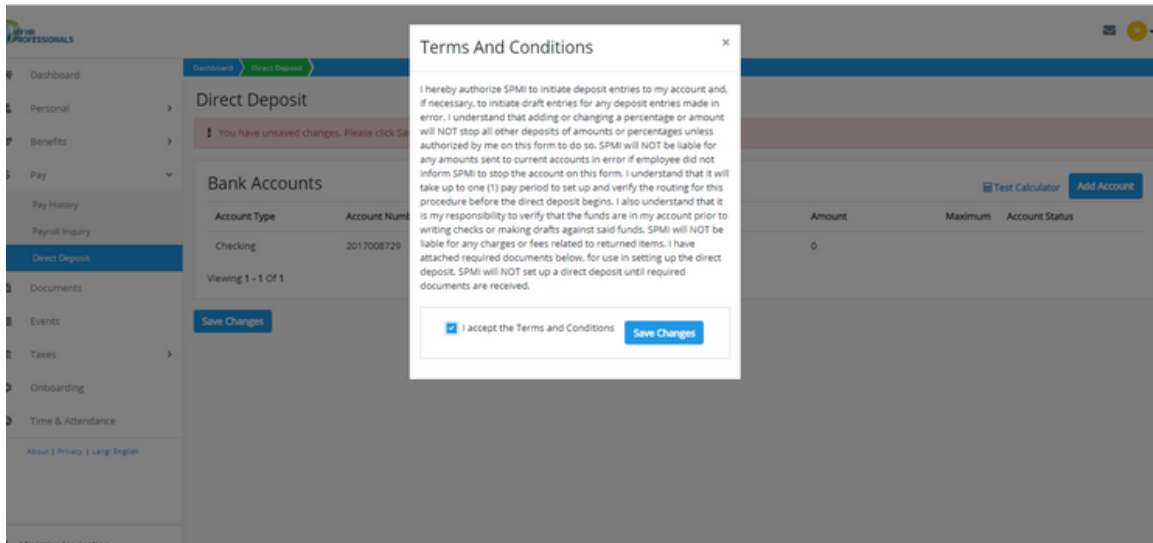 MY HR
PROFESSIONALS
Dashboard
Personal
Benefits
Pay
Pay History
Payroll Inquiry
Direct Deposit
Documents
Events
Taxes
Onboarding
Time & Attendance
About | Privacy | Lang: English
Dashboard
Direct Deposit
Direct Deposit
! You have unsaved changes. Please click
Bank Accounts
Test Calculator
Add Account
Account Type
Account
Amount
Maximum
Account Status
Checking
2017008729
0
Viewing 1 - 1 Of 1
Save Changes
Terms And Conditions
×
I hereby authorize SPMI to initiate deposit entries to my account and,
if necessary, to initiate draft entries for any deposit entries made in
error. I understand that adding or changing a percentage or amount
will NOT stop all other deposits of amounts or percentages unless
authorized by me on this form to do so. SPMI will NOT be liable for
any amounts sent to current accounts in error if employee did not
inform SPMI to stop the account on this form. I understand that it will
take up to one (1) pay period to set up and verify the routing for this
procedure before the direct deposit begins. I also understand that it
is my responsibility to verify that the funds are in my account prior to
writing checks or making drafts against said funds. SPMI will NOT be
liable for any charges or fees related to returned items. I have
attached required documents below, for use in setting up the direct
deposit. SPMI will NOT set up a direct deposit until required
documents are received.
I accept the Terms and Conditions
Save Changes